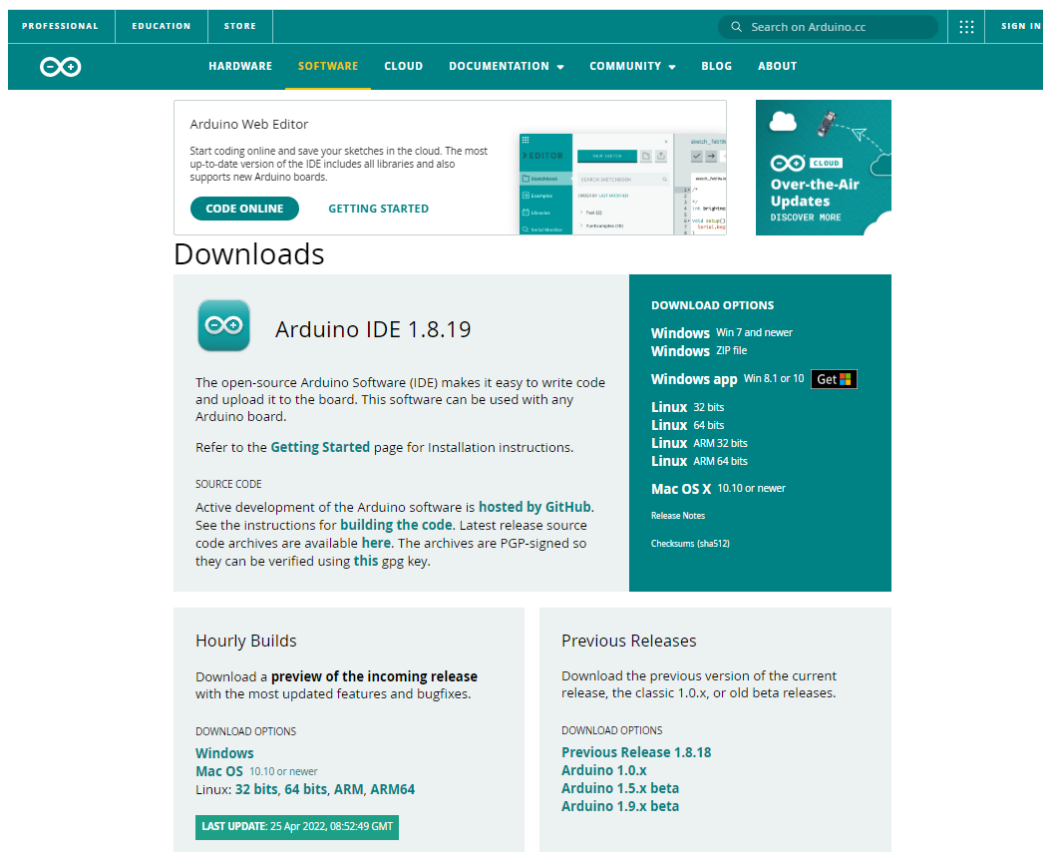 PROFESSIONAL
EDUCATION
STORE
Search on Arduino.cc
SIGN IN
HARDWARE
SOFTWARE
CLOUD
DOCUMENTATION
COMMUNITY
BLOG
ABOUT
Arduino Web Editor
Start coding online and save your sketches in the cloud. The most
up-to-date version of the IDE includes all libraries and also
supports new Arduino boards.
CODE ONLINE
GETTING STARTED
EDITOR
NEW SKETCH
Sketchbook
SEARCH SKETCHBOOK
Examples
Libraries
Serial Monitor
void setup()
CLOUD
Over-the-Air
Updates
DISCOVER MORE
Downloads
Arduino IDE 1.8.19
The open-source Arduino Software (IDE) makes it easy to write code
and upload it to the board. This software can be used with any
Arduino board.
Refer to the Getting Started page for Installation instructions.
SOURCE CODE
Active development of the Arduino software is hosted by GitHub.
See the instructions for building the code. Latest release source
code archives are available here. The archives are PGP-signed so
they can be verified using this gpg key.
DOWNLOAD OPTIONS
Windows Win 7 and newer
Windows ZIP file
Windows app Win 8.1 or 10 Get
Linux 32 bits
Linux 64 bits
Linux ARM 32 bits
Linux ARM 64 bits
Mac OS X 10.10 or newer
Release Notes
Checksums (sha512)
Hourly Builds
Download a preview of the incoming release
with the most updated features and bugfixes.
DOWNLOAD OPTIONS
Windows
Mac OS 10.10 or newer
Linux: 32 bits, 64 bits, ARM, ARM64
LAST UPDATE: 25 Apr 2022, 08:52:49 GMT
Previous Releases
Download the previous version of the current
release, the classic 1.0.x, or old beta releases.
DOWNLOAD OPTIONS
Previous Release 1.8.18
Arduino 1.0.x
Arduino 1.5.x beta
Arduino 1.9.x beta